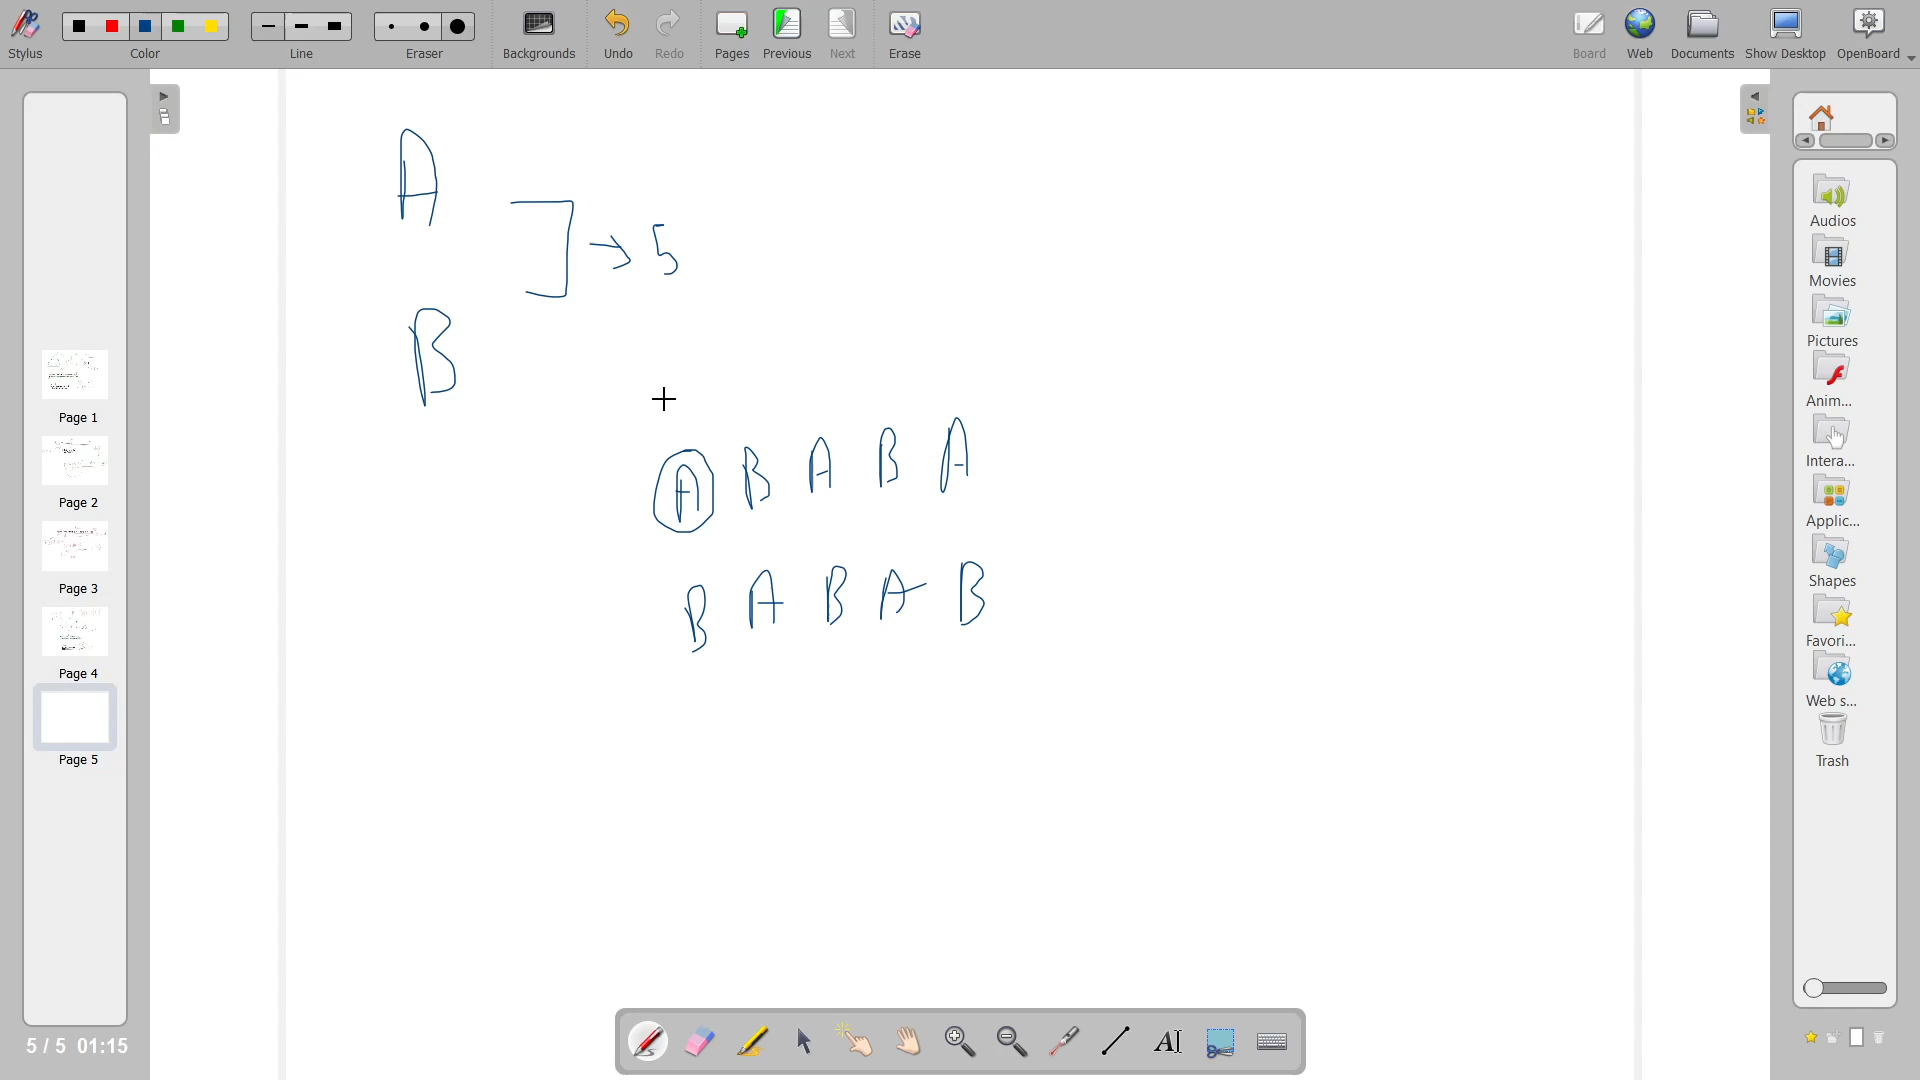 Stylus Color Line Eraser Backgrounds Undo Redo Pages Previous Next Erase Board Web Documents Show Desktop OpenBoard
A
] → 5
B
A B A B A
B A B A B
Page 1
Page 2
Page 3
Page 4
Page 5
5 / 5 01:15
Audios
Movies
Pictures
Anim...
Intera...
Applic...
Shapes
Favori...
Web s...
Trash
AI